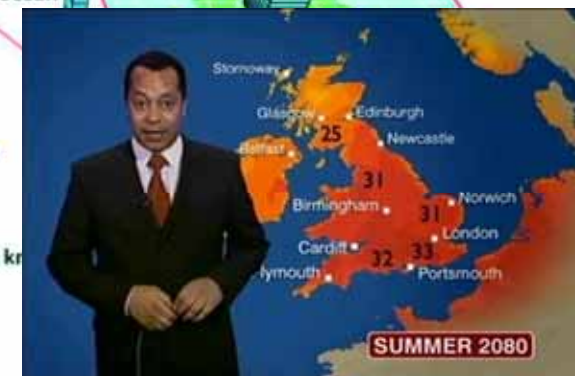 Stornoway
Glasgow
Edinburgh
25
Belfast
Newcastle
31
Birmingham
31
Norwich
Cardiff
London
32
33
Portsmouth
SUMMER 2080